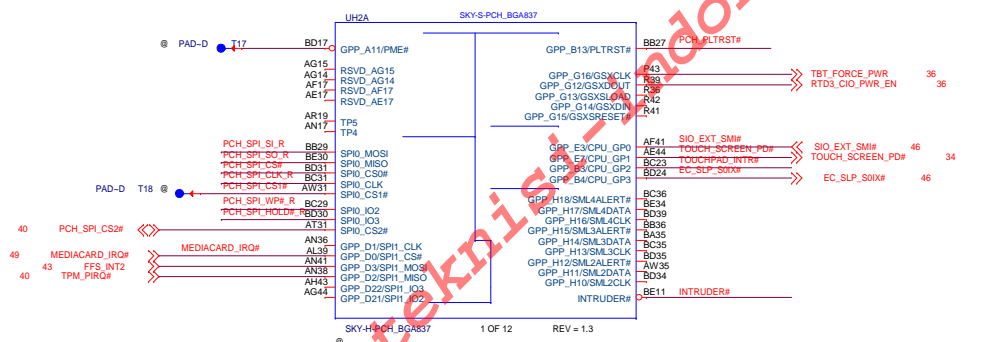 UH2A
SKY-S-PCH_BGA837
@ PAD~D T17
BD17 GPP_A11/PME#
AG15 RSVD_AG15
AG14 RSVD_AG14
AF17 RSVD_AF17
AE17 RSVD_AE17
AR19 TP5
AN17 TP4
PCH_SPI_SI_R BB29 SPI0_MOSI
PCH_SPI_SO_R BE30 SPI0_MISO
PCH_SPI_CS# BD31 SPI0_CS0#
PCH_SPI_CLK_R BC31 SPI0_CLK
PAD~D T18 PCH_SPI_CS1# AW31 SPI0_CS1#
PCH_SPI_WP#_R BC29 SPI0_IO2
PCH_SPI_HOLD#_R BD30 SPI0_IO3
40 PCH_SPI_CS2# AT31 SPI0_CS2#
AN36 GPP_D1/SPI1_CLK
49 MEDIACARD_IRQ# MEDIACARD_IRQ# AL39 GPP_D0/SPI1_CS#
43 FFS_INT2 AN41 GPP_D3/SPI1_MOSI
40 TPM_PIRQ# AN38 GPP_D2/SPI1_MISO
AH43 GPP_D22/SPI1_IO3
AG44 GPP_D21/SPI1_IO2
GPP_B13/PLTRST# BB27 PCH_PLTRST#
GPP_G16/GSXCLK P43 TBT_FORCE_PWR 36
GPP_G12/GSXDOUT R39 RTD3_CIO_PWR_EN 36
GPP_G13/GSXSLOAD R36
GPP_G14/GSXDIN R42
GPP_G15/GSXSRESET# R41
GPP_E3/CPU_GP0 AF41 SIO_EXT_SMI# SIO_EXT_SMI# 46
GPP_E7/CPU_GP1 AE44 TOUCH_SCREEN_PD# TOUCH_SCREEN_PD# 34
GPP_B3/CPU_GP2 BC23 TOUCHPAD_INTR#
GPP_B4/CPU_GP3 BD24 EC_SLP_S0IX# EC_SLP_S0IX# 46
GPP_H18/SML4ALERT# BC36
GPP_H17/SML4DATA BE34
GPP_H16/SML4CLK BD39
GPP_H15/SML3ALERT# BB36
GPP_H14/SML3DATA BA35
GPP_H13/SML3CLK BC35
GPP_H12/SML2ALERT# BD35
GPP_H11/SML2DATA AW35
GPP_H10/SML2CLK BD34
INTRUDER# BE11 INTRUDER#
SKY-H-PCH_BGA837 1 OF 12 REV = 1.3
@
teknisi-indo